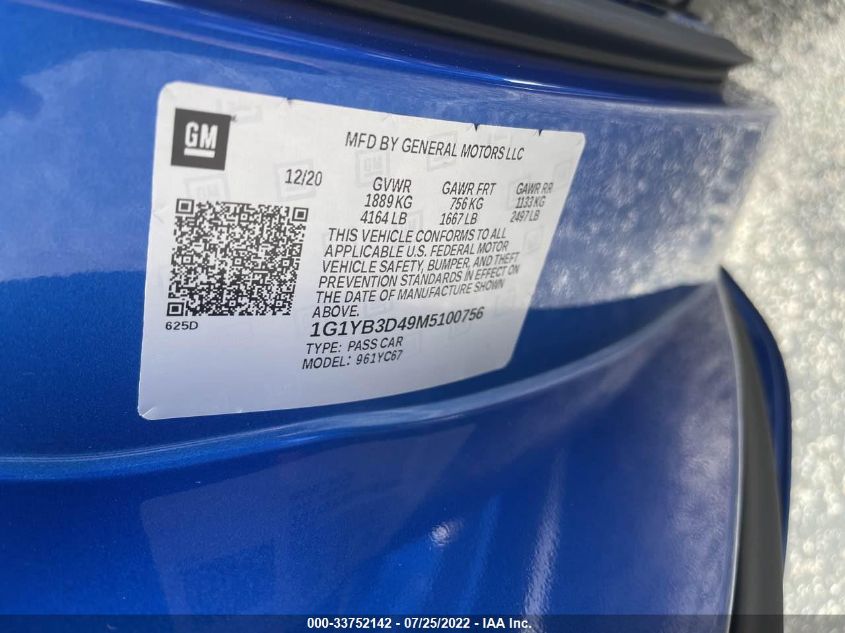 GM
MFD BY GENERAL MOTORS LLC
12/20 GVWR GAWR FRT GAWR RR
1889 KG 756 KG 1133 KG
4164 LB 1667 LB 2497 LB
THIS VEHICLE CONFORMS TO ALL
APPLICABLE U.S. FEDERAL MOTOR
VEHICLE SAFETY, BUMPER, AND THEFT
PREVENTION STANDARDS IN EFFECT ON
THE DATE OF MANUFACTURE SHOWN
ABOVE.
625D
1G1YB3D49M5100756
TYPE: PASS CAR
MODEL: 961YC67
000-33752142 - 07/25/2022 - IAA Inc.